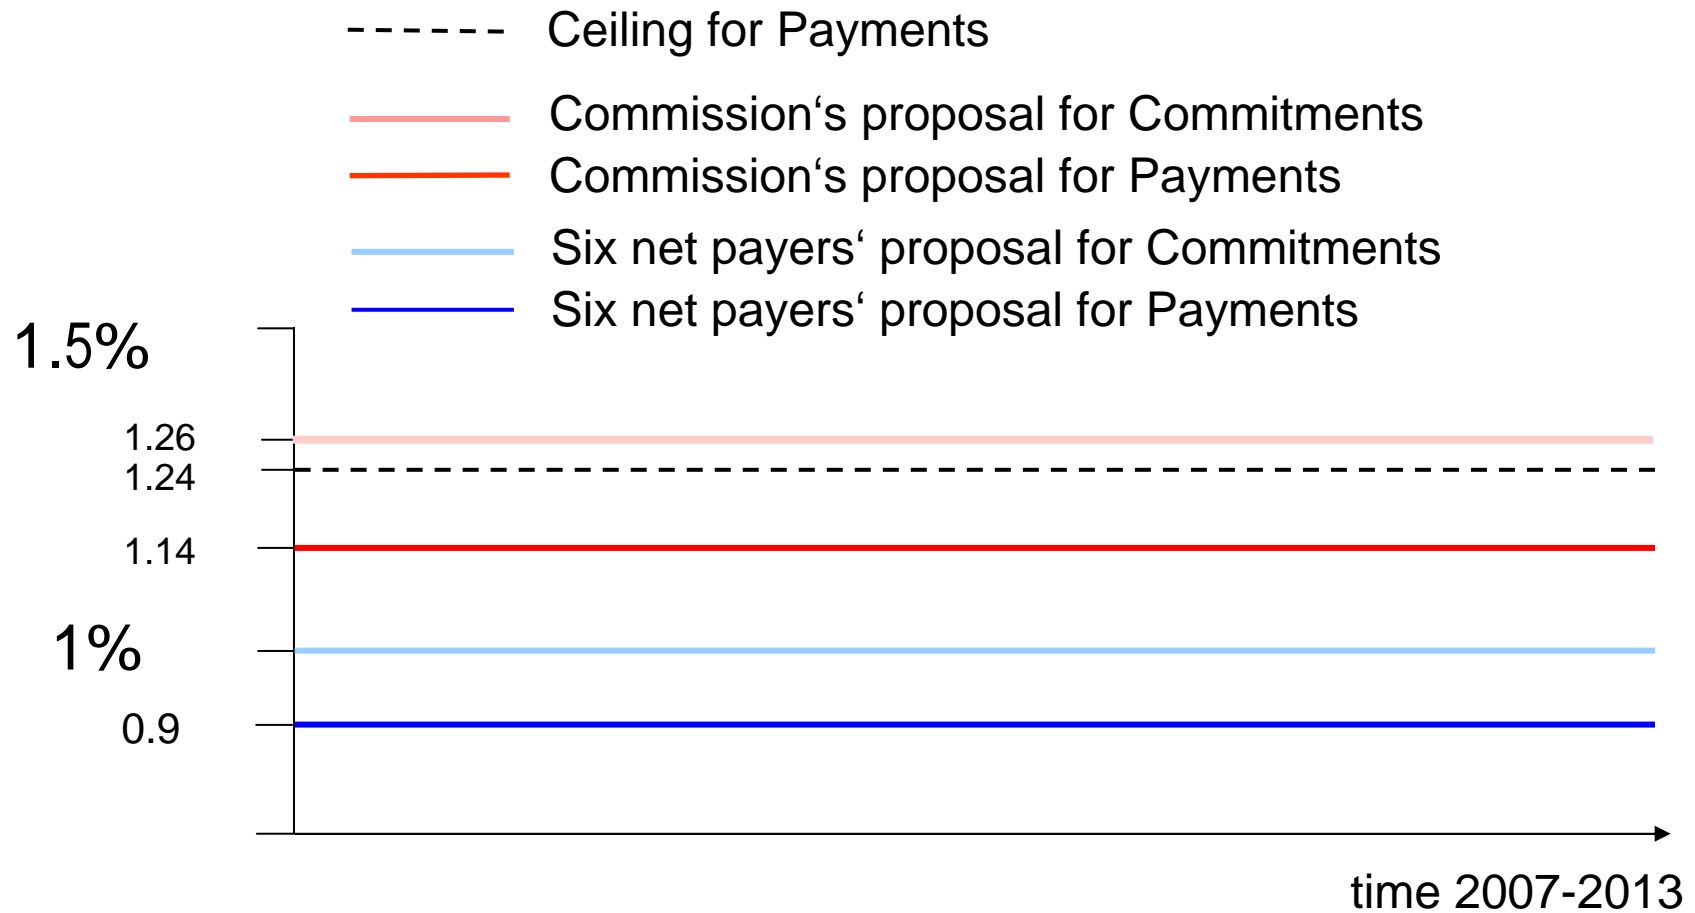 Ceiling for Payments
Commission‘s proposal for Commitments
Commission‘s proposal for Payments
Six net payers‘ proposal for Commitments
Six net payers‘ proposal for Payments
1.5%
1.26
1.24
1.14
1%
0.9
time 2007-2013